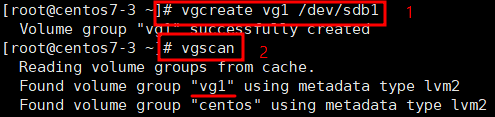 [root@centos7-3 ~]# vgcreate vg1 /dev/sdb1 1
Volume group "vg1" successfully created
[root@centos7-3 ~]# vgscan 2
Reading volume groups from cache.
Found volume group "vg1" using metadata type lvm2
Found volume group "centos" using metadata type lvm2